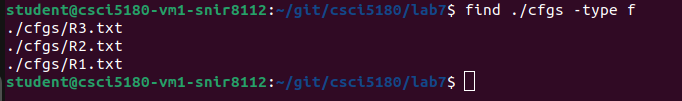 student@csci5180-vm1-snir8112:~/git/csci5180/lab7$ find ./cfgs -type f
./cfgs/R3.txt
./cfgs/R2.txt
./cfgs/R1.txt
student@csci5180-vm1-snir8112:~/git/csci5180/lab7$